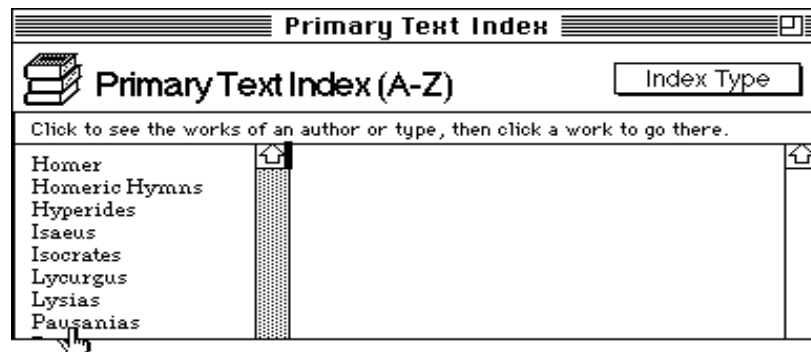 Primary Text Index
Primary Text Index (A-Z)
Index Type
Click to see the works of an author or type, then click a work to go there.
Homer
Homeric Hymns
Hyperides
Isaeus
Isocrates
Lycurgus
Lysias
Pausanias